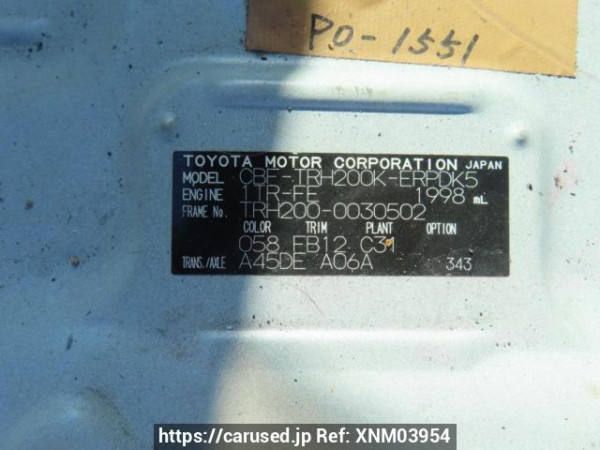 PO-1551
TOYOTA MOTOR CORPORATION JAPAN
MODEL CBF-TRH200K-ERPDK5
ENGINE 1TR-FE 1998 mL
FRAME No. TRH200-0030502
COLOR TRIM PLANT OPTION
058 FB12 C31
TRANS./AXLE A45DE A06A 343
https://carused.jp Ref: XNM03954